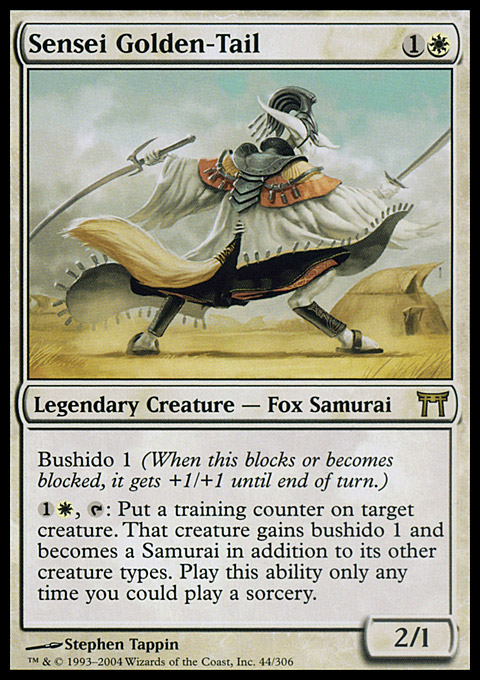 Sensei Golden-Tail 1
Legendary Creature — Fox Samurai
Bushido 1 (When this blocks or becomes
blocked, it gets +1/+1 until end of turn.)
1, : Put a training counter on target
creature. That creature gains bushido 1 and
becomes a Samurai in addition to its other
creature types. Play this ability only any
time you could play a sorcery.
Stephen Tappin
2/1
™ & © 1993–2004 Wizards of the Coast, Inc. 44/306